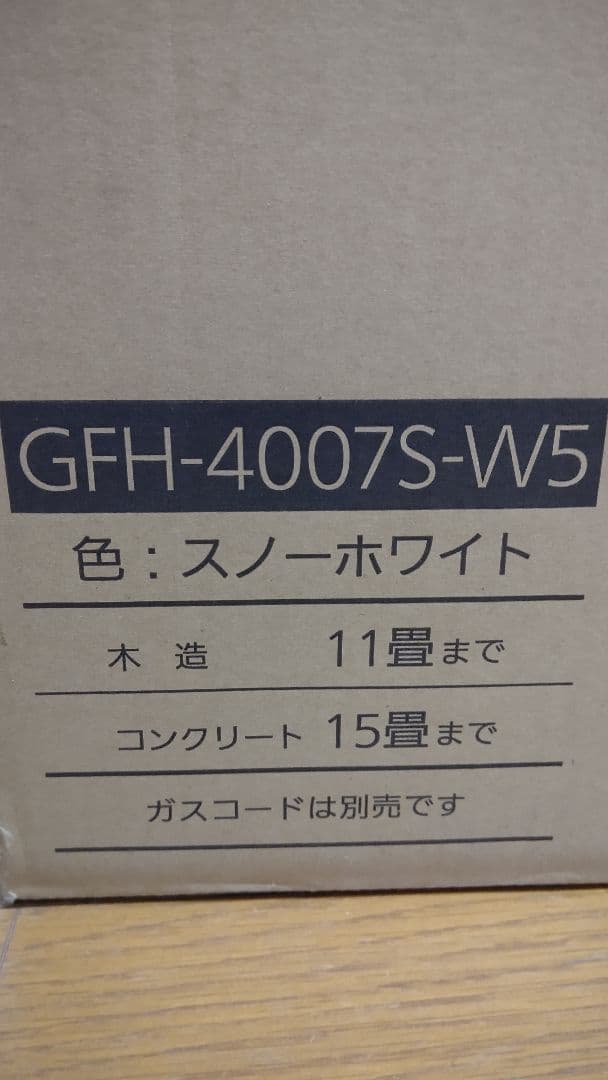 GFH-4007S-W5
色:スノーホワイト
木 造 11畳まで
コンクリート 15畳まで
ガスコードは別売です